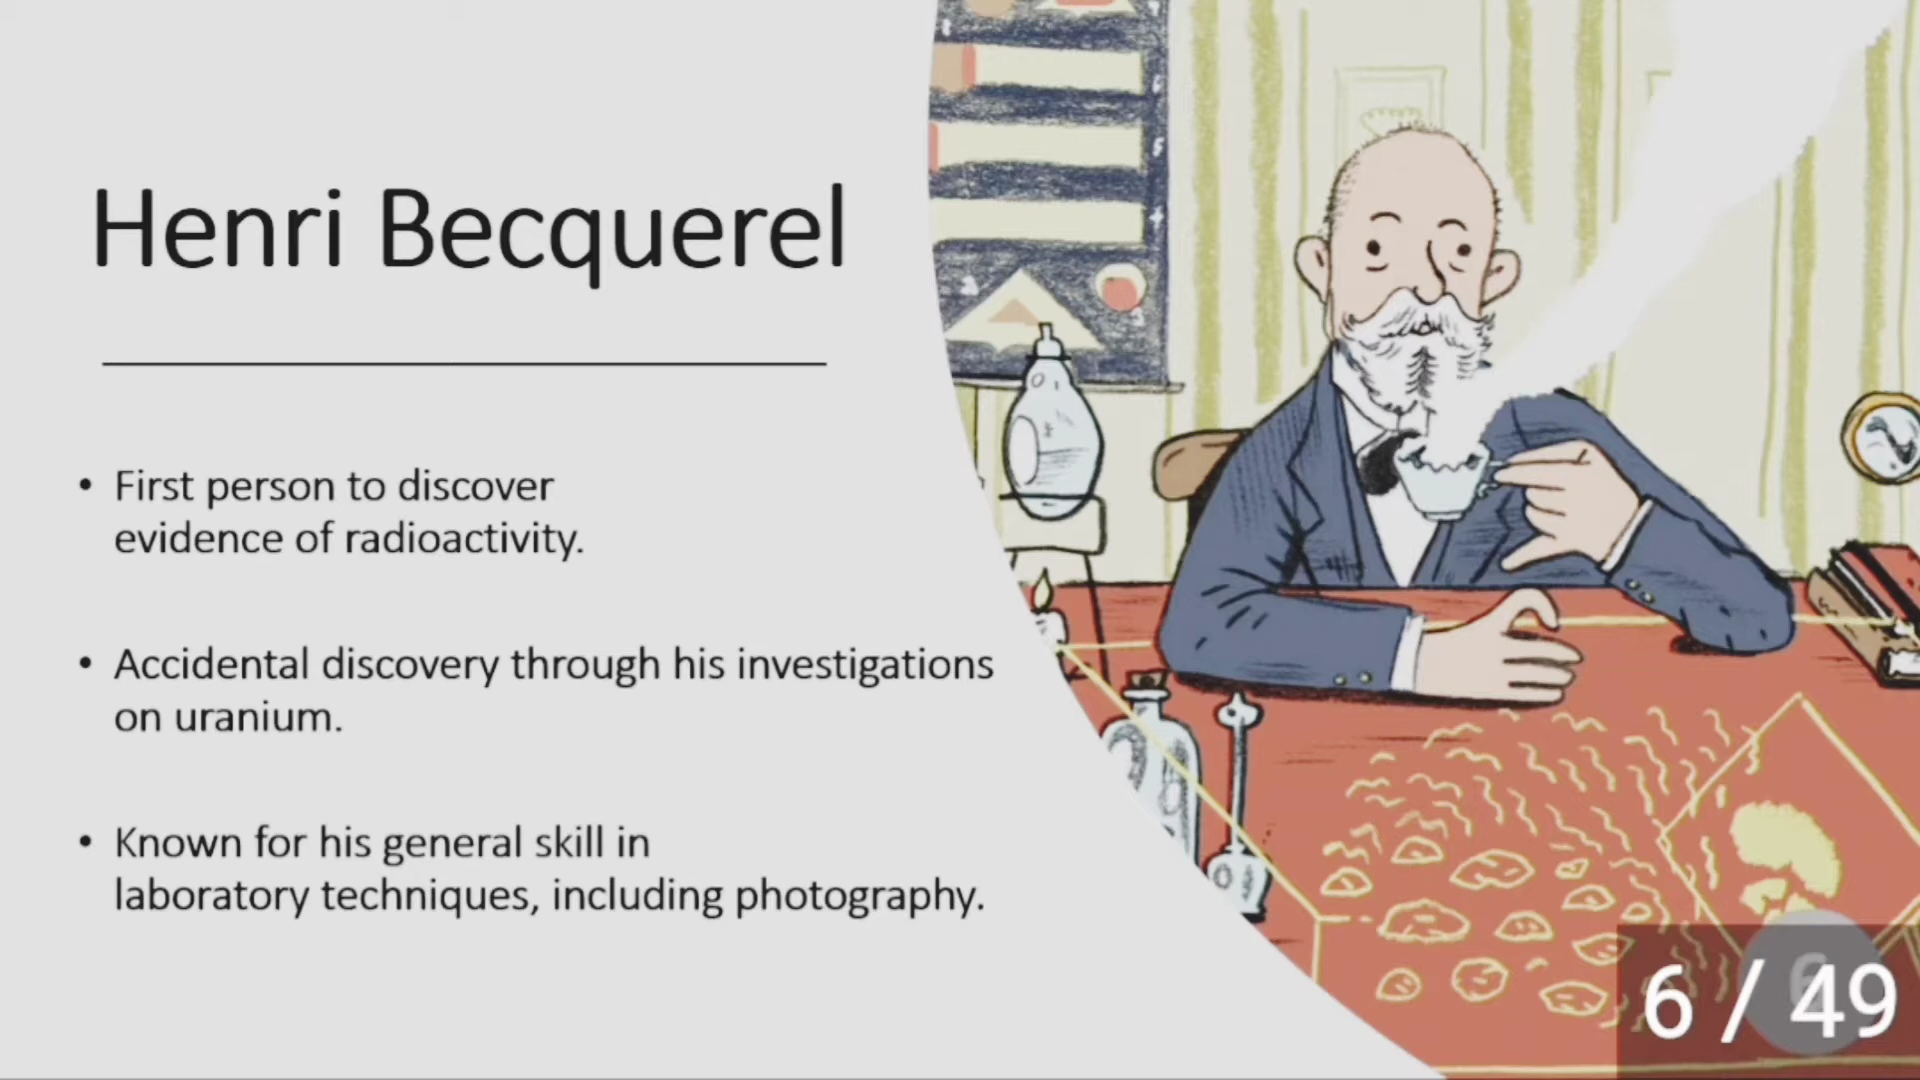 Henri Becquerel
• First person to discover
evidence of radioactivity.
• Accidental discovery through his investigations
on uranium.
• Known for his general skill in
laboratory techniques, including photography.
6 / 49
6